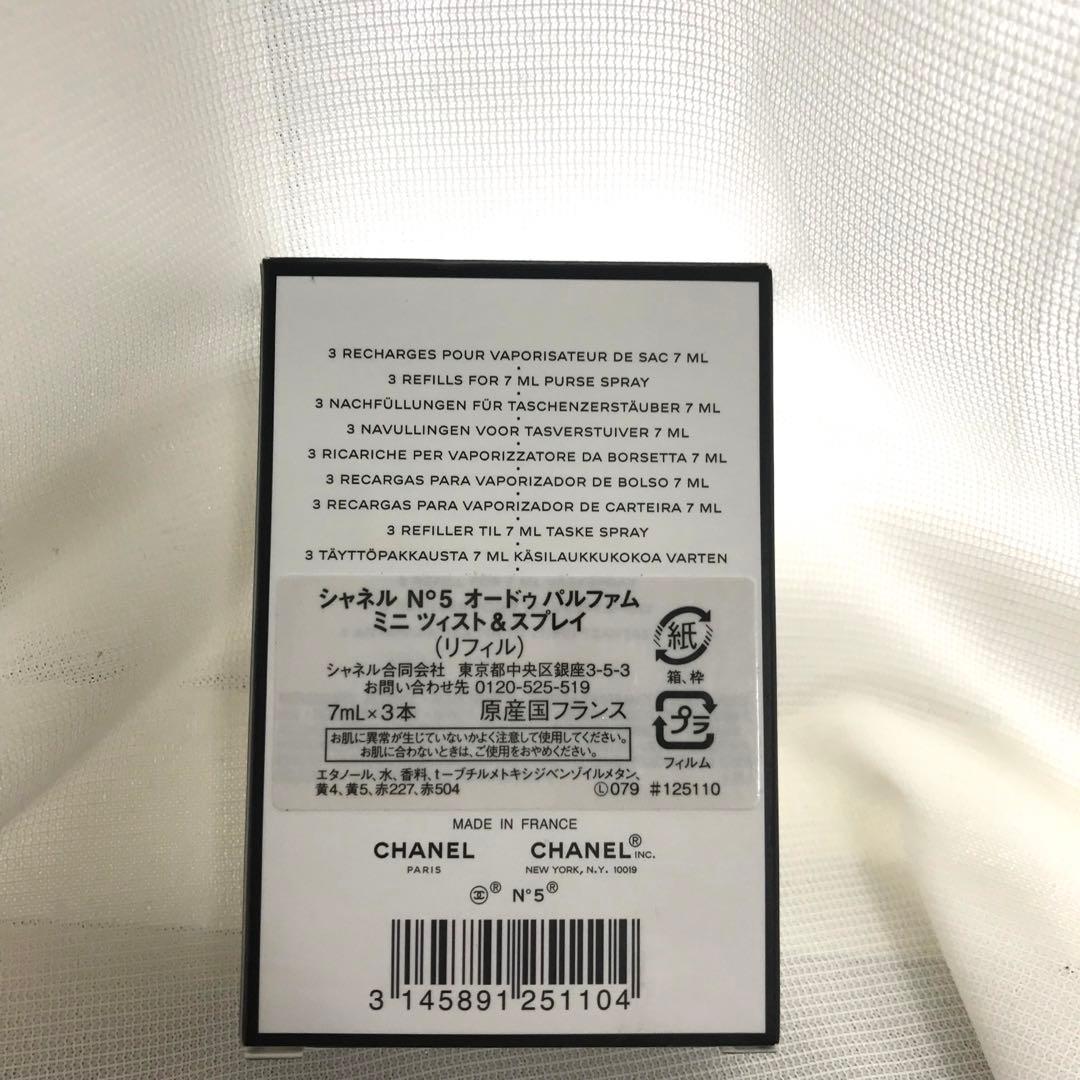 3 RECHARGES POUR VAPORISATEUR DE SAC 7 ML
3 REFILLS FOR 7 ML PURSE SPRAY
3 NACHFÜLLUNGEN FÜR TASCHENZERSTÄUBER 7 ML
3 NAVULLINGEN VOOR TASVERSTUIVER 7 ML
3 RICARICHE PER VAPORIZZATORE DA BORSETTA 7 ML
3 RECARGAS PARA VAPORIZADOR DE BOLSO 7 ML
3 RECARGAS PARA VAPORIZADOR DE CARTEIRA 7 ML
3 REFILLER TIL 7 ML TASKE SPRAY
3 TÄYTTÖPAKKAUSTA 7 ML KÄSILAUKKUKOKOA VARTEN
シャネル N°5 オードゥ パルファム
ミニ ツィスト&スプレイ
(リフィル)
シャネル合同会社 東京都中央区銀座3-5-3
お問い合わせ先 0120-525-519
7mL×3本 原産国フランス
お肌に異常が生じていないかよく注意して使用してください。
お肌に合わないときは、ご使用をおやめください。
エタノール、水、香料、t-ブチルメトキシジベンゾイルメタン、
黄4、黄5、赤227、赤504
Ⓛ079 #125110
紙
箱、枠
プラ
フィルム
MADE IN FRANCE
CHANEL CHANEL® INC.
PARIS NEW YORK, N.Y. 10019
® N°5®
3 145891 251104